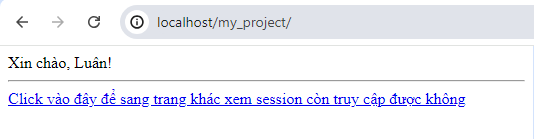 localhost/my_project/
Xin chào, Luân!
Click vào đây để sang trang khác xem session còn truy cập được không